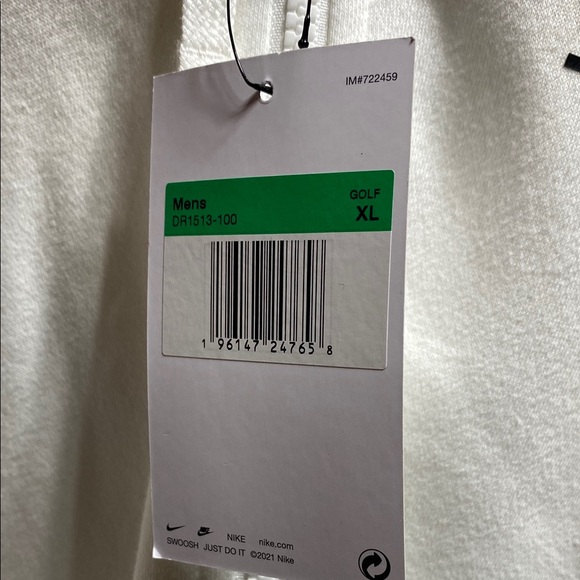 IM#722459
Mens GOLF
DR1513-100 XL
1 96147 24765 8
NIKE nike.com
SWOOSH JUST DO IT ©2021 Nike